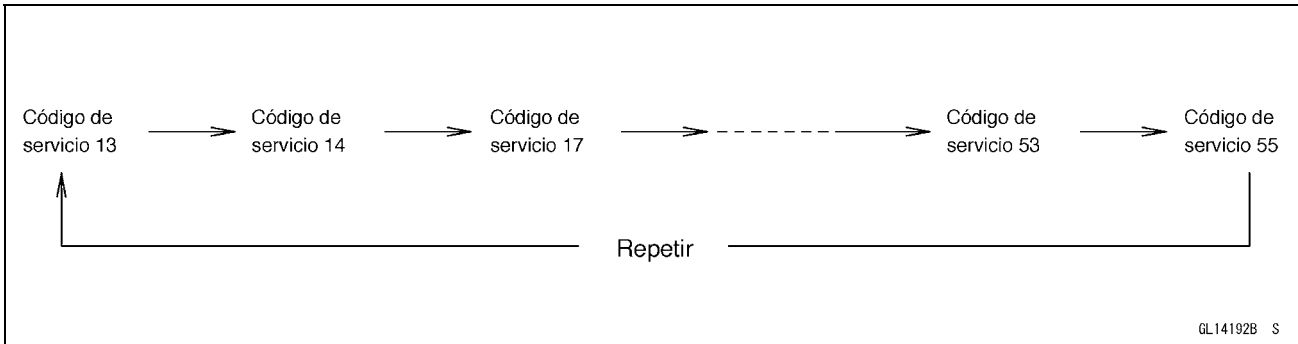 Código de
servicio 13
Código de
servicio 14
Código de
servicio 17
Código de
servicio 53
Código de
servicio 55
Repetir
GL14192B S